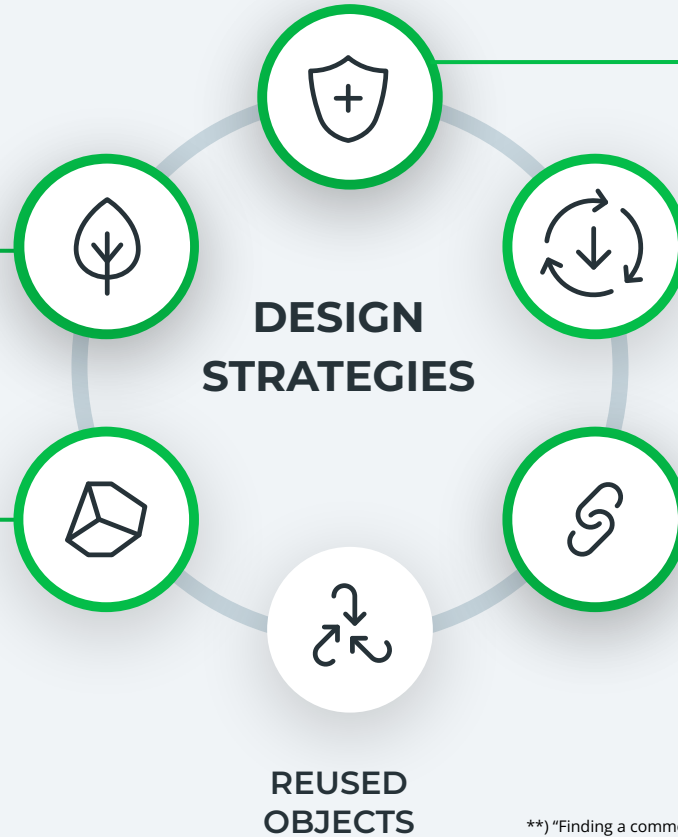 DESIGN
STRATEGIES
REUSED
OBJECTS
**) “Finding a comm